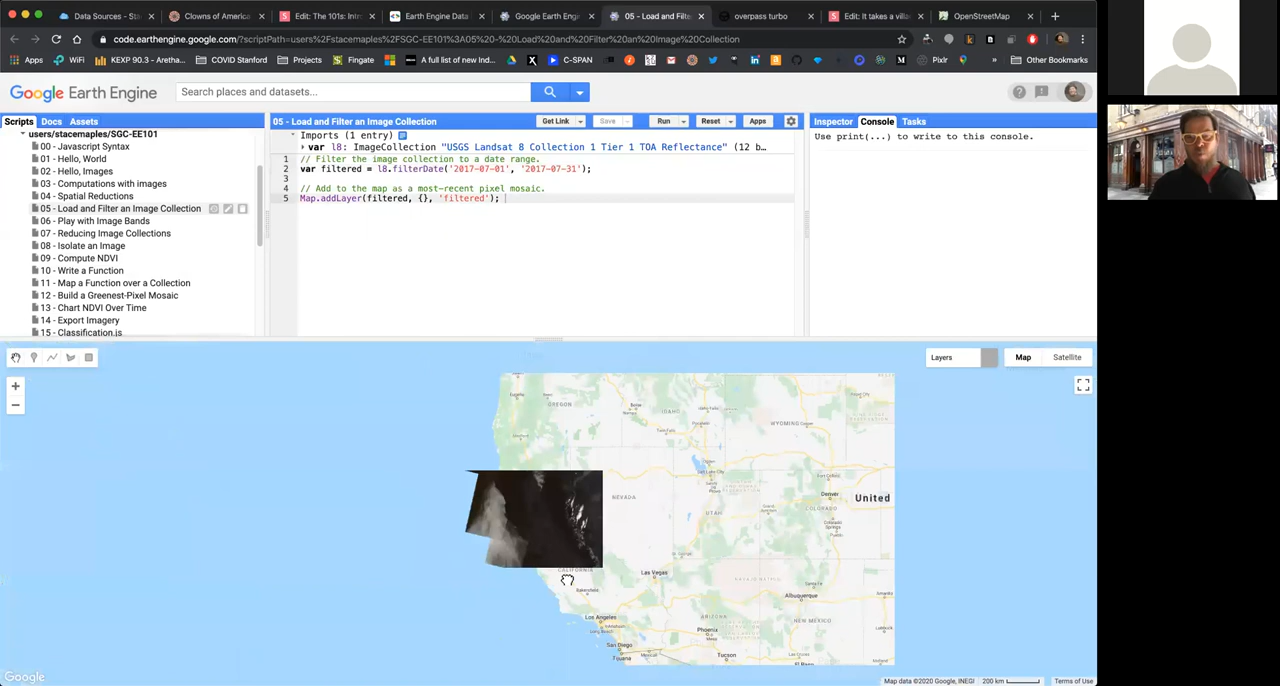 Data Sources - Sta
Clowns of America
Edit: The 101s: Int
Earth Engine Data
Google Earth Engine
05 - Load and Filte
overpass turbo
Edit: It takes a villa
OpenStreetMap
code.earthengine.google.com/?scriptPath=users%2Fstacemaples%2FSGC-EE101%3A05%20-%20Load%20and%20Filter%20an%20Image%20Collection
Apps
WiFi
KEXP 90.3 - Aretha...
COVID Stanford
Projects
Fingate
A full list of new Ind...
C-SPAN
Pixlr
Other Bookmarks
Google Earth Engine
Search places and datasets...
Scripts Docs Assets
05 - Load and Filter an Image Collection
Get Link Save Run Reset Apps
Inspector Console Tasks
users/stacemaples/SGC-EE101
00 - Javascript Syntax
01 - Hello, World
02 - Hello, Images
03 - Computations with images
04 - Spatial Reductions
05 - Load and Filter an Image Collection
06 - Play with Image Bands
07 - Reducing Image Collections
08 - Isolate an Image
09 - Compute NDVI
10 - Write a Function
11 - Map a Function over a Collection
12 - Build a Greenest-Pixel Mosaic
13 - Chart NDVI Over Time
14 - Export Imagery
15 - Classification.js
Imports (1 entry)
var l8: ImageCollection "USGS Landsat 8 Collection 1 Tier 1 TOA Reflectance" (12 b...
1 // Filter the image collection to a date range.
2 var filtered = l8.filterDate('2017-07-01', '2017-07-31');
3
4 // Add to the map as a most-recent pixel mosaic.
5 Map.addLayer(filtered, {}, 'filtered');
Use print(...) to write to this console.
Layers
Map Satellite
OREGON
IDAHO
WYOMING
NEVADA
UTAH
Denver
COLORADO
United
CALIFORNIA
Las Vegas
Bakersfield
Albuquerque
Los Angeles
ARIZONA
NEW MEXICO
Phoenix
San Diego
Tijuana
Tucson
Google
Map data ©2020 Google, INEGI 200 km Terms of Use